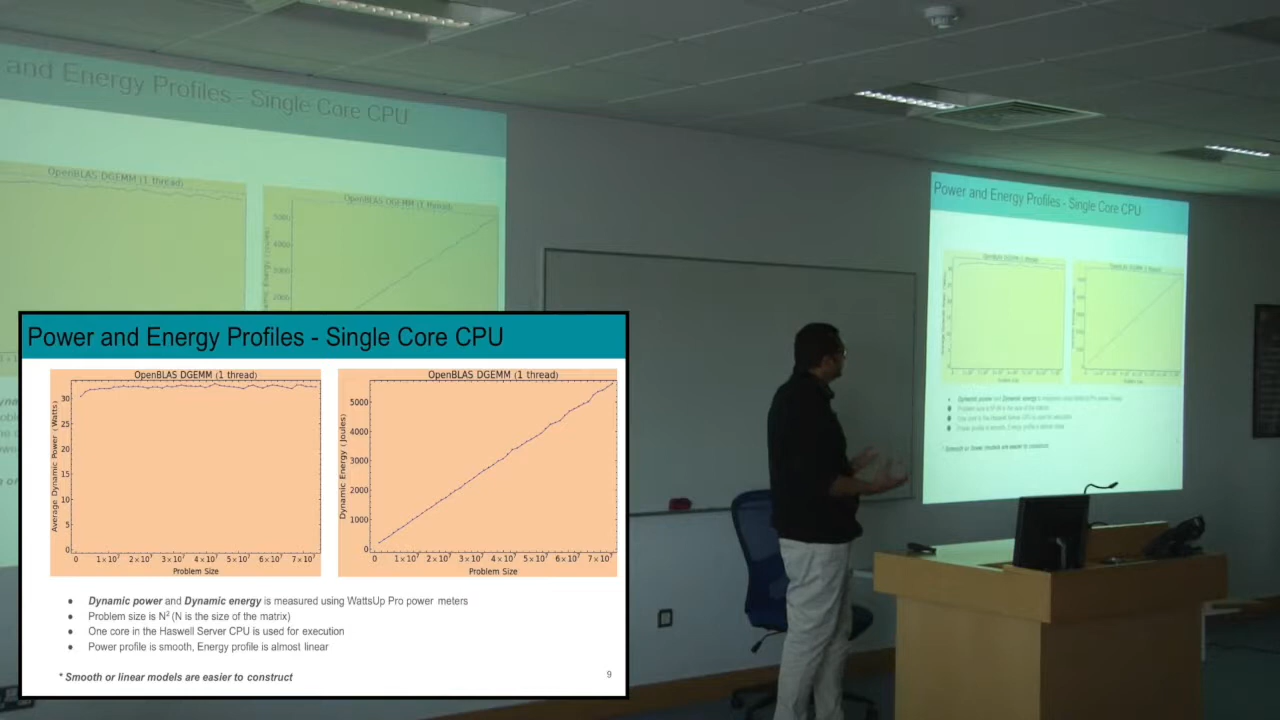 and Energy Profiles - Single Core CPU
OpenBLAS DGEMM (1 thread)
OpenBLAS DGEMM (1 thread)
5000
4000
3000
2000
Power and Energy Profiles - Single Core CPU
Power and Energy Profiles - Single Core CPU
OpenBLAS DGEMM (1 thread)
Average Dynamic Power (Watts)
30
25
20
15
10
5
0
0 1×10⁷ 2×10⁷ 3×10⁷ 4×10⁷ 5×10⁷ 6×10⁷ 7×10⁷
Problem Size
OpenBLAS DGEMM (1 thread)
Dynamic Energy (Joules)
5000
4000
3000
2000
1000
0
0 1×10⁷ 2×10⁷ 3×10⁷ 4×10⁷ 5×10⁷ 6×10⁷ 7×10⁷
Problem Size
● Dynamic power and Dynamic energy is measured using WattsUp Pro power meters
● Problem size is N² (N is the size of the matrix)
● One core in the Haswell Server CPU is used for execution
● Power profile is smooth, Energy profile is almost linear
* Smooth or linear models are easier to construct
9